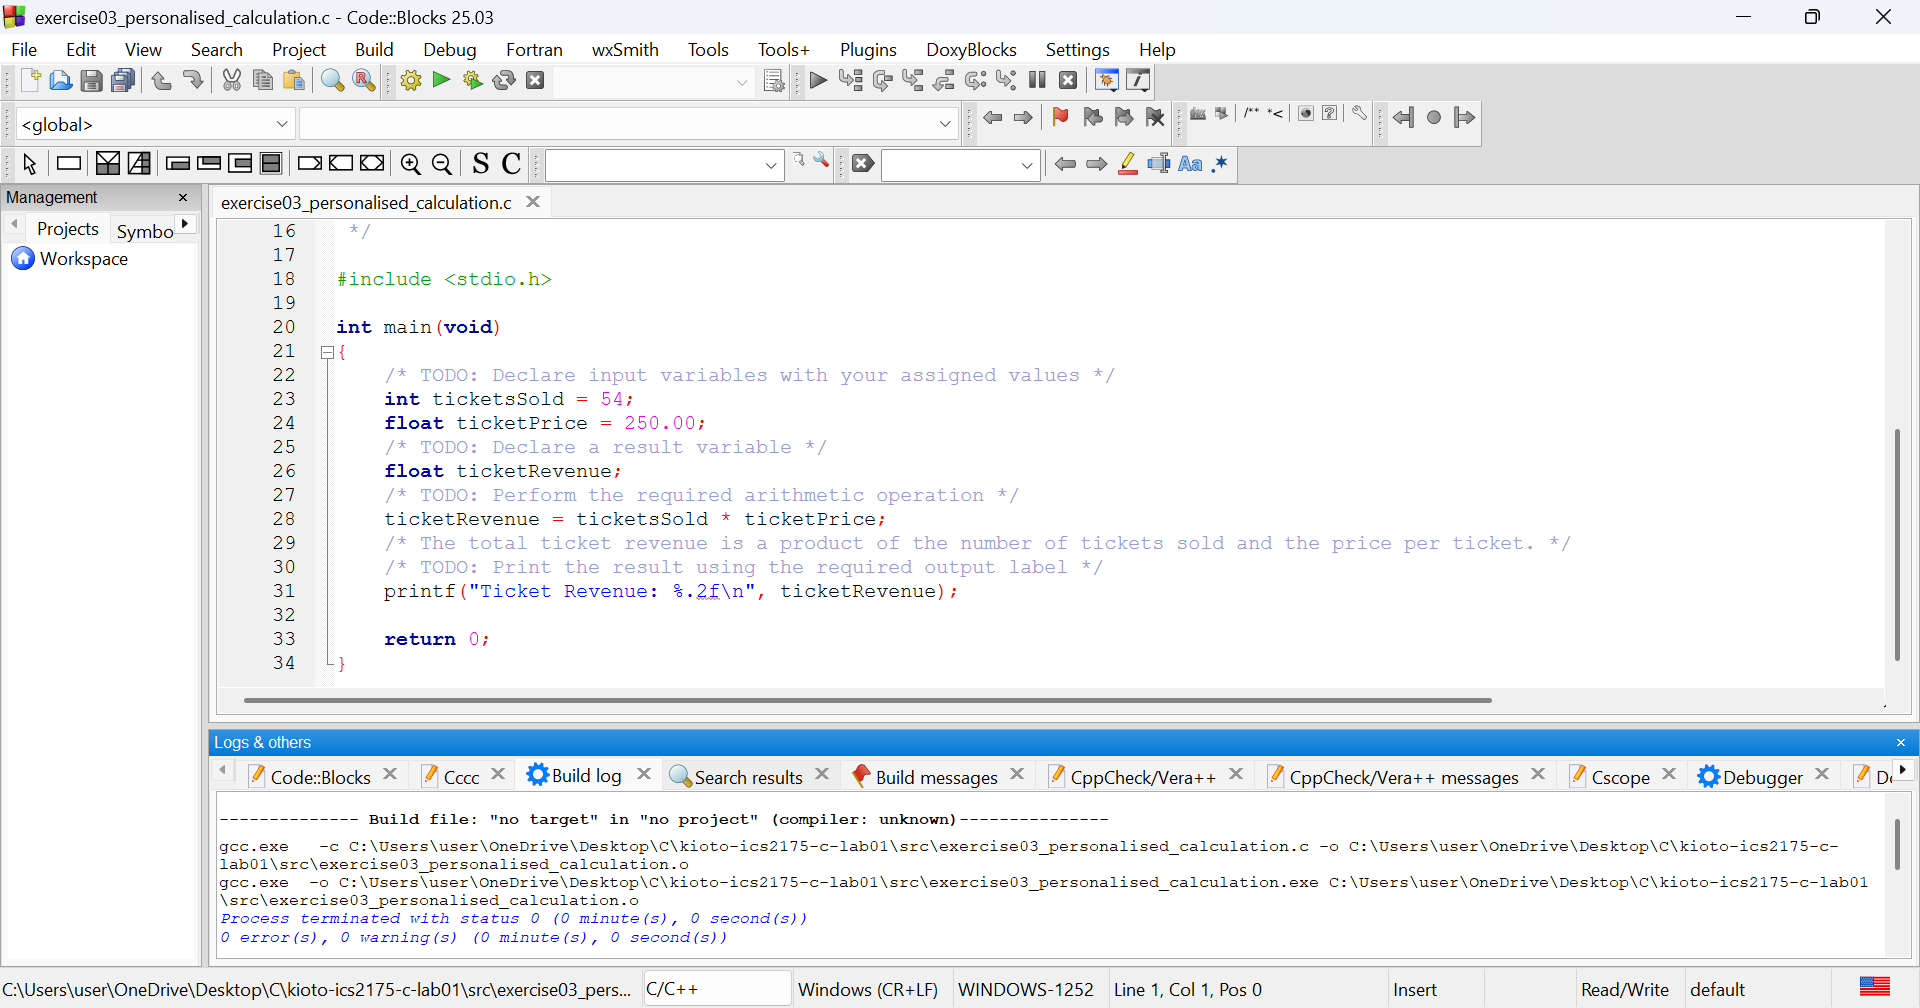 exercise03_personalised_calculation.c - Code::Blocks 25.03
File Edit View Search Project Build Debug Fortran wxSmith Tools Tools+ Plugins DoxyBlocks Settings Help
<global>
/** *<
S C
Aa .*
Management
exercise03_personalised_calculation.c
Projects Symbo
Workspace
16 */
17
18 #include <stdio.h>
19
20 int main(void)
21 {
22 /* TODO: Declare input variables with your assigned values */
23 int ticketsSold = 54;
24 float ticketPrice = 250.00;
25 /* TODO: Declare a result variable */
26 float ticketRevenue;
27 /* TODO: Perform the required arithmetic operation */
28 ticketRevenue = ticketsSold * ticketPrice;
29 /* The total ticket revenue is a product of the number of tickets sold and the price per ticket. */
30 /* TODO: Print the result using the required output label */
31 printf("Ticket Revenue: %.2f\n", ticketRevenue);
32
33 return 0;
34 }
Logs & others
Code::Blocks Cccc Build log Search results Build messages CppCheck/Vera++ CppCheck/Vera++ messages Cscope Debugger
-------------- Build file: "no target" in "no project" (compiler: unknown)---------------
gcc.exe -c C:\Users\user\OneDrive\Desktop\C\kioto-ics2175-c-lab01\src\exercise03_personalised_calculation.c -o C:\Users\user\OneDrive\Desktop\C\kioto-ics2175-c-
lab01\src\exercise03_personalised_calculation.o
gcc.exe -o C:\Users\user\OneDrive\Desktop\C\kioto-ics2175-c-lab01\src\exercise03_personalised_calculation.exe C:\Users\user\OneDrive\Desktop\C\kioto-ics2175-c-lab01
\src\exercise03_personalised_calculation.o
Process terminated with status 0 (0 minute(s), 0 second(s))
0 error(s), 0 warning(s) (0 minute(s), 0 second(s))
C:\Users\user\OneDrive\Desktop\C\kioto-ics2175-c-lab01\src\exercise03_pers... C/C++ Windows (CR+LF) WINDOWS-1252 Line 1, Col 1, Pos 0 Insert Read/Write default